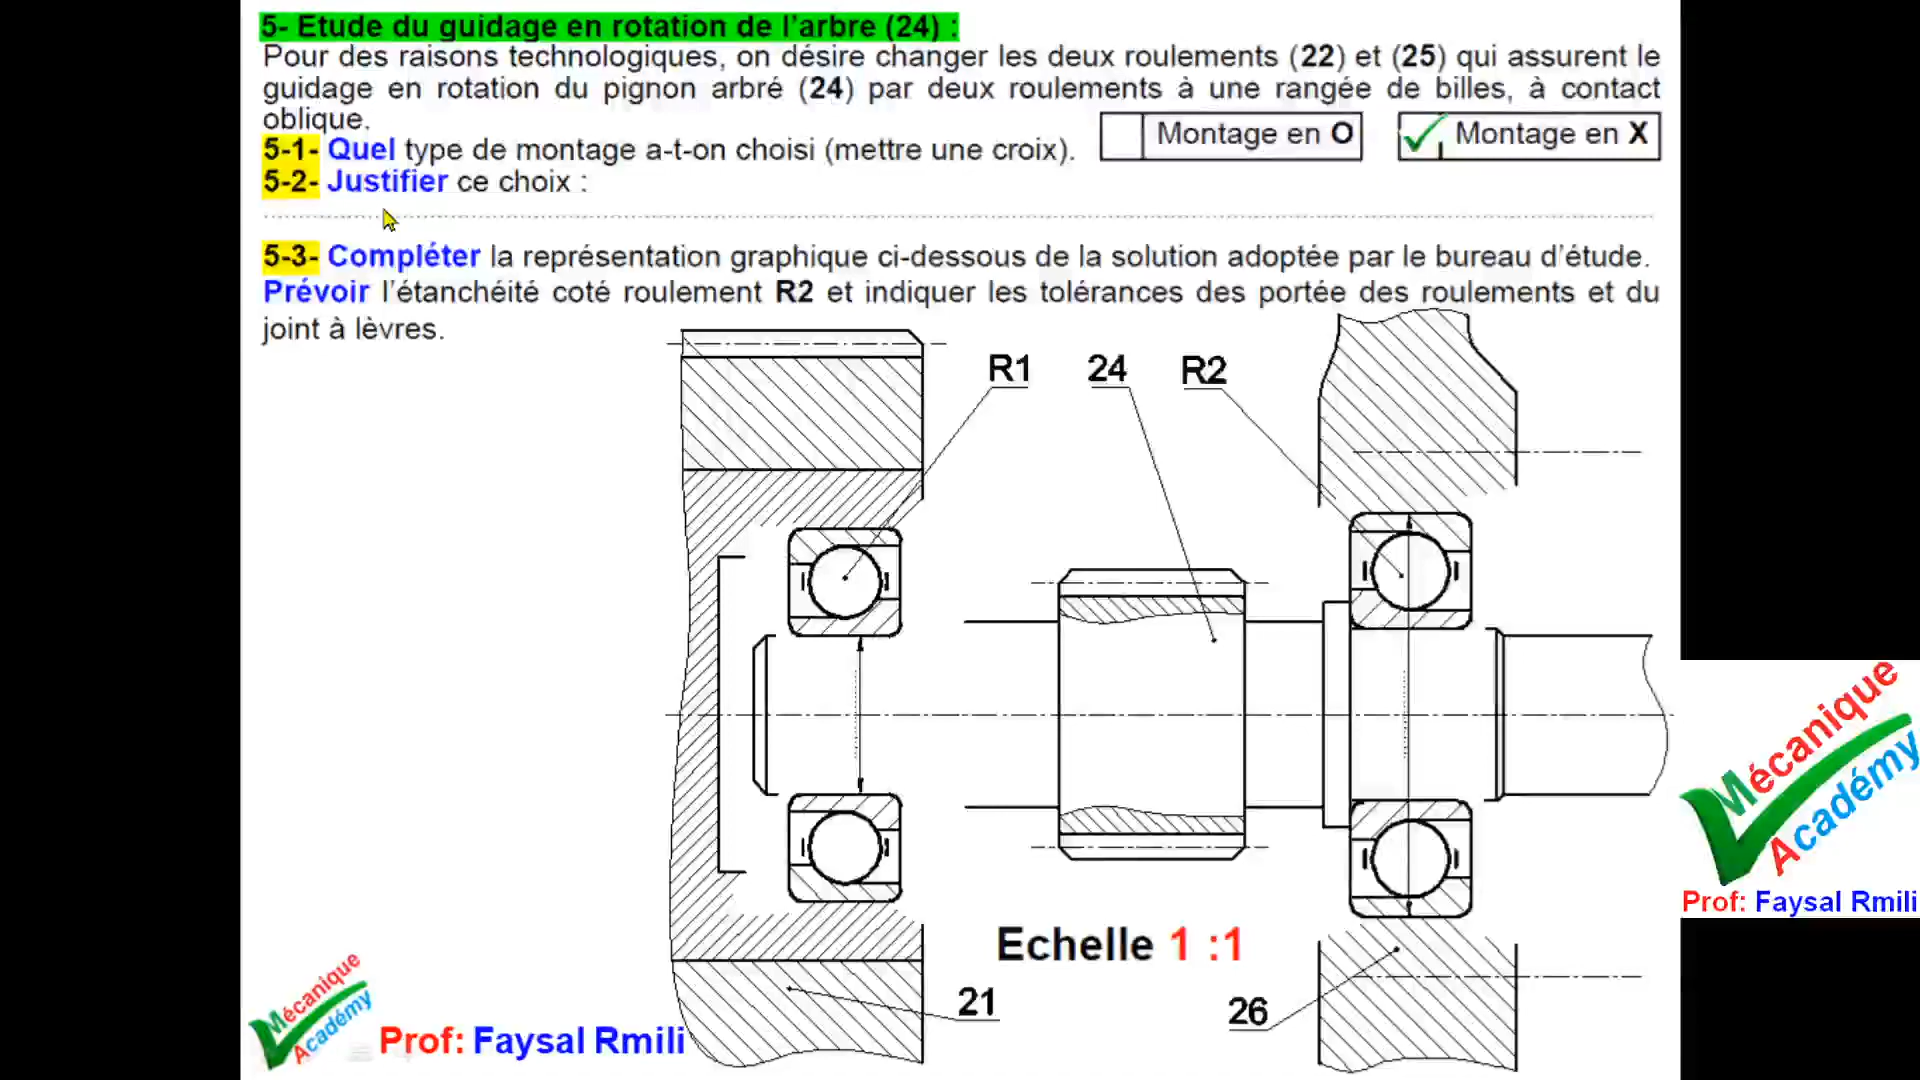 5- Etude du guidage en rotation de l'arbre (24) :
Pour des raisons technologiques, on désire changer les deux roulements (22) et (25) qui assurent le
guidage en rotation du pignon arbré (24) par deux roulements à une rangée de billes, à contact
oblique.
5-1- Quel type de montage a-t-on choisi (mettre une croix).
Montage en O
Montage en X
5-2- Justifier ce choix :
5-3- Compléter la représentation graphique ci-dessous de la solution adoptée par le bureau d'étude.
Prévoir l'étanchéité coté roulement R2 et indiquer les tolérances des portée des roulements et du
joint à lèvres.
R1
24
R2
Echelle 1 :1
21
26
Mécanique
Académy
Prof: Faysal Rmili
Mécanique
Académy
Prof: Faysal Rmili